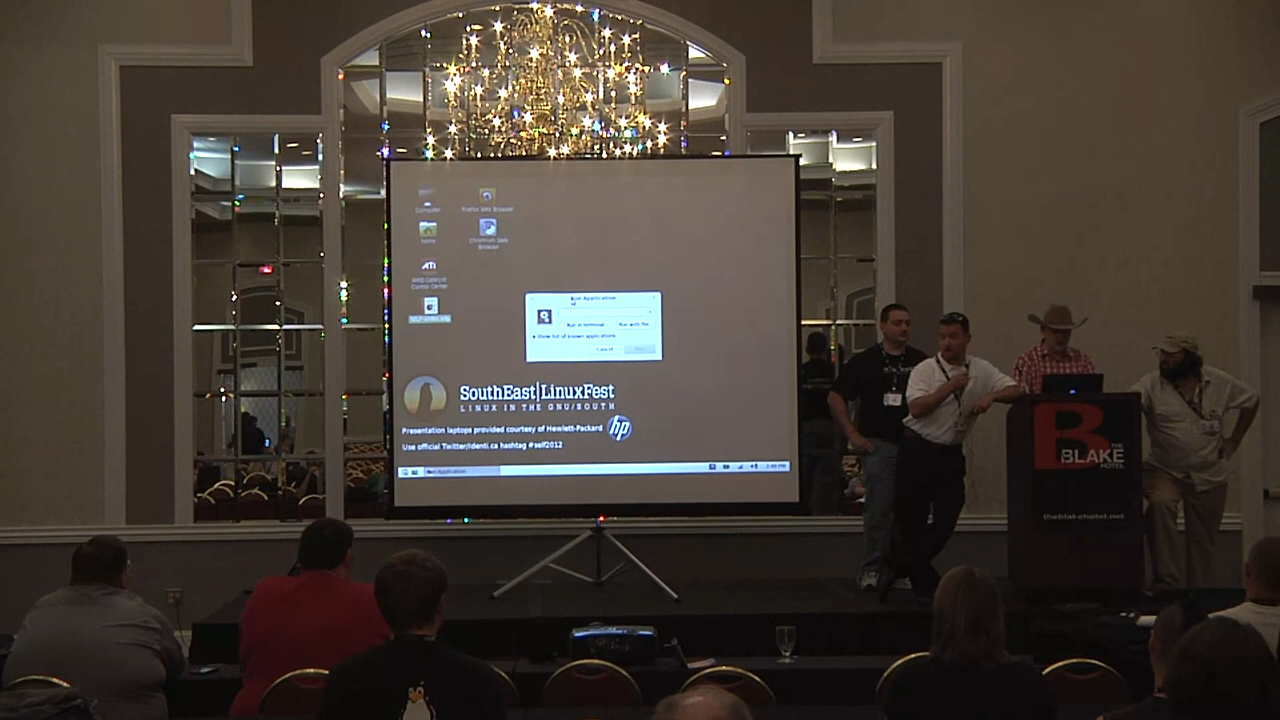 Computer
Firefox Web Browser
home
Chromium Web
Browser
ATI
AMD Catalyst
Control Center
Run Application
Run in terminal
Run with file
Show list of known applications
Cancel
Run
SouthEast|LinuxFest
LINUX IN THE GNU/SOUTH
Presentation laptops provided courtesy of Hewlett-Packard
hp
Use official Twitter/Identi.ca hashtag #self2012
Run Application
B
THE
BLAKE
HOTEL
theblakehotel.net